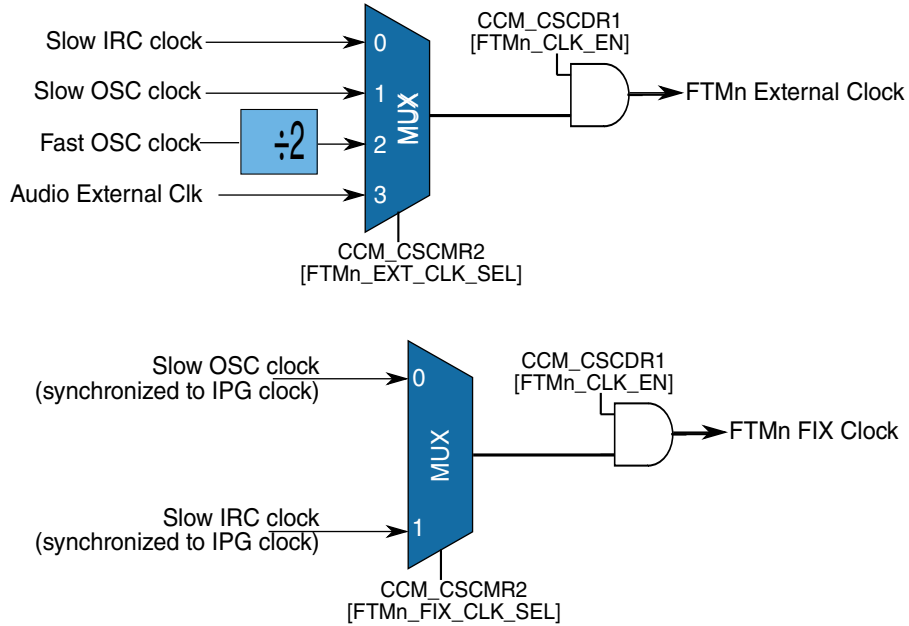 CCM_CSCDR1
[FTMn_CLK_EN]
Slow IRC clock
0
Slow OSC clock
1
MUX
FTMn External Clock
Fast OSC clock
÷2
2
Audio External Clk
3
CCM_CSCMR2
[FTMn_EXT_CLK_SEL]
Slow OSC clock
(synchronized to IPG clock)
0
CCM_CSCDR1
[FTMn_CLK_EN]
MUX
FTMn FIX Clock
Slow IRC clock
(synchronized to IPG clock)
1
CCM_CSCMR2
[FTMn_FIX_CLK_SEL]